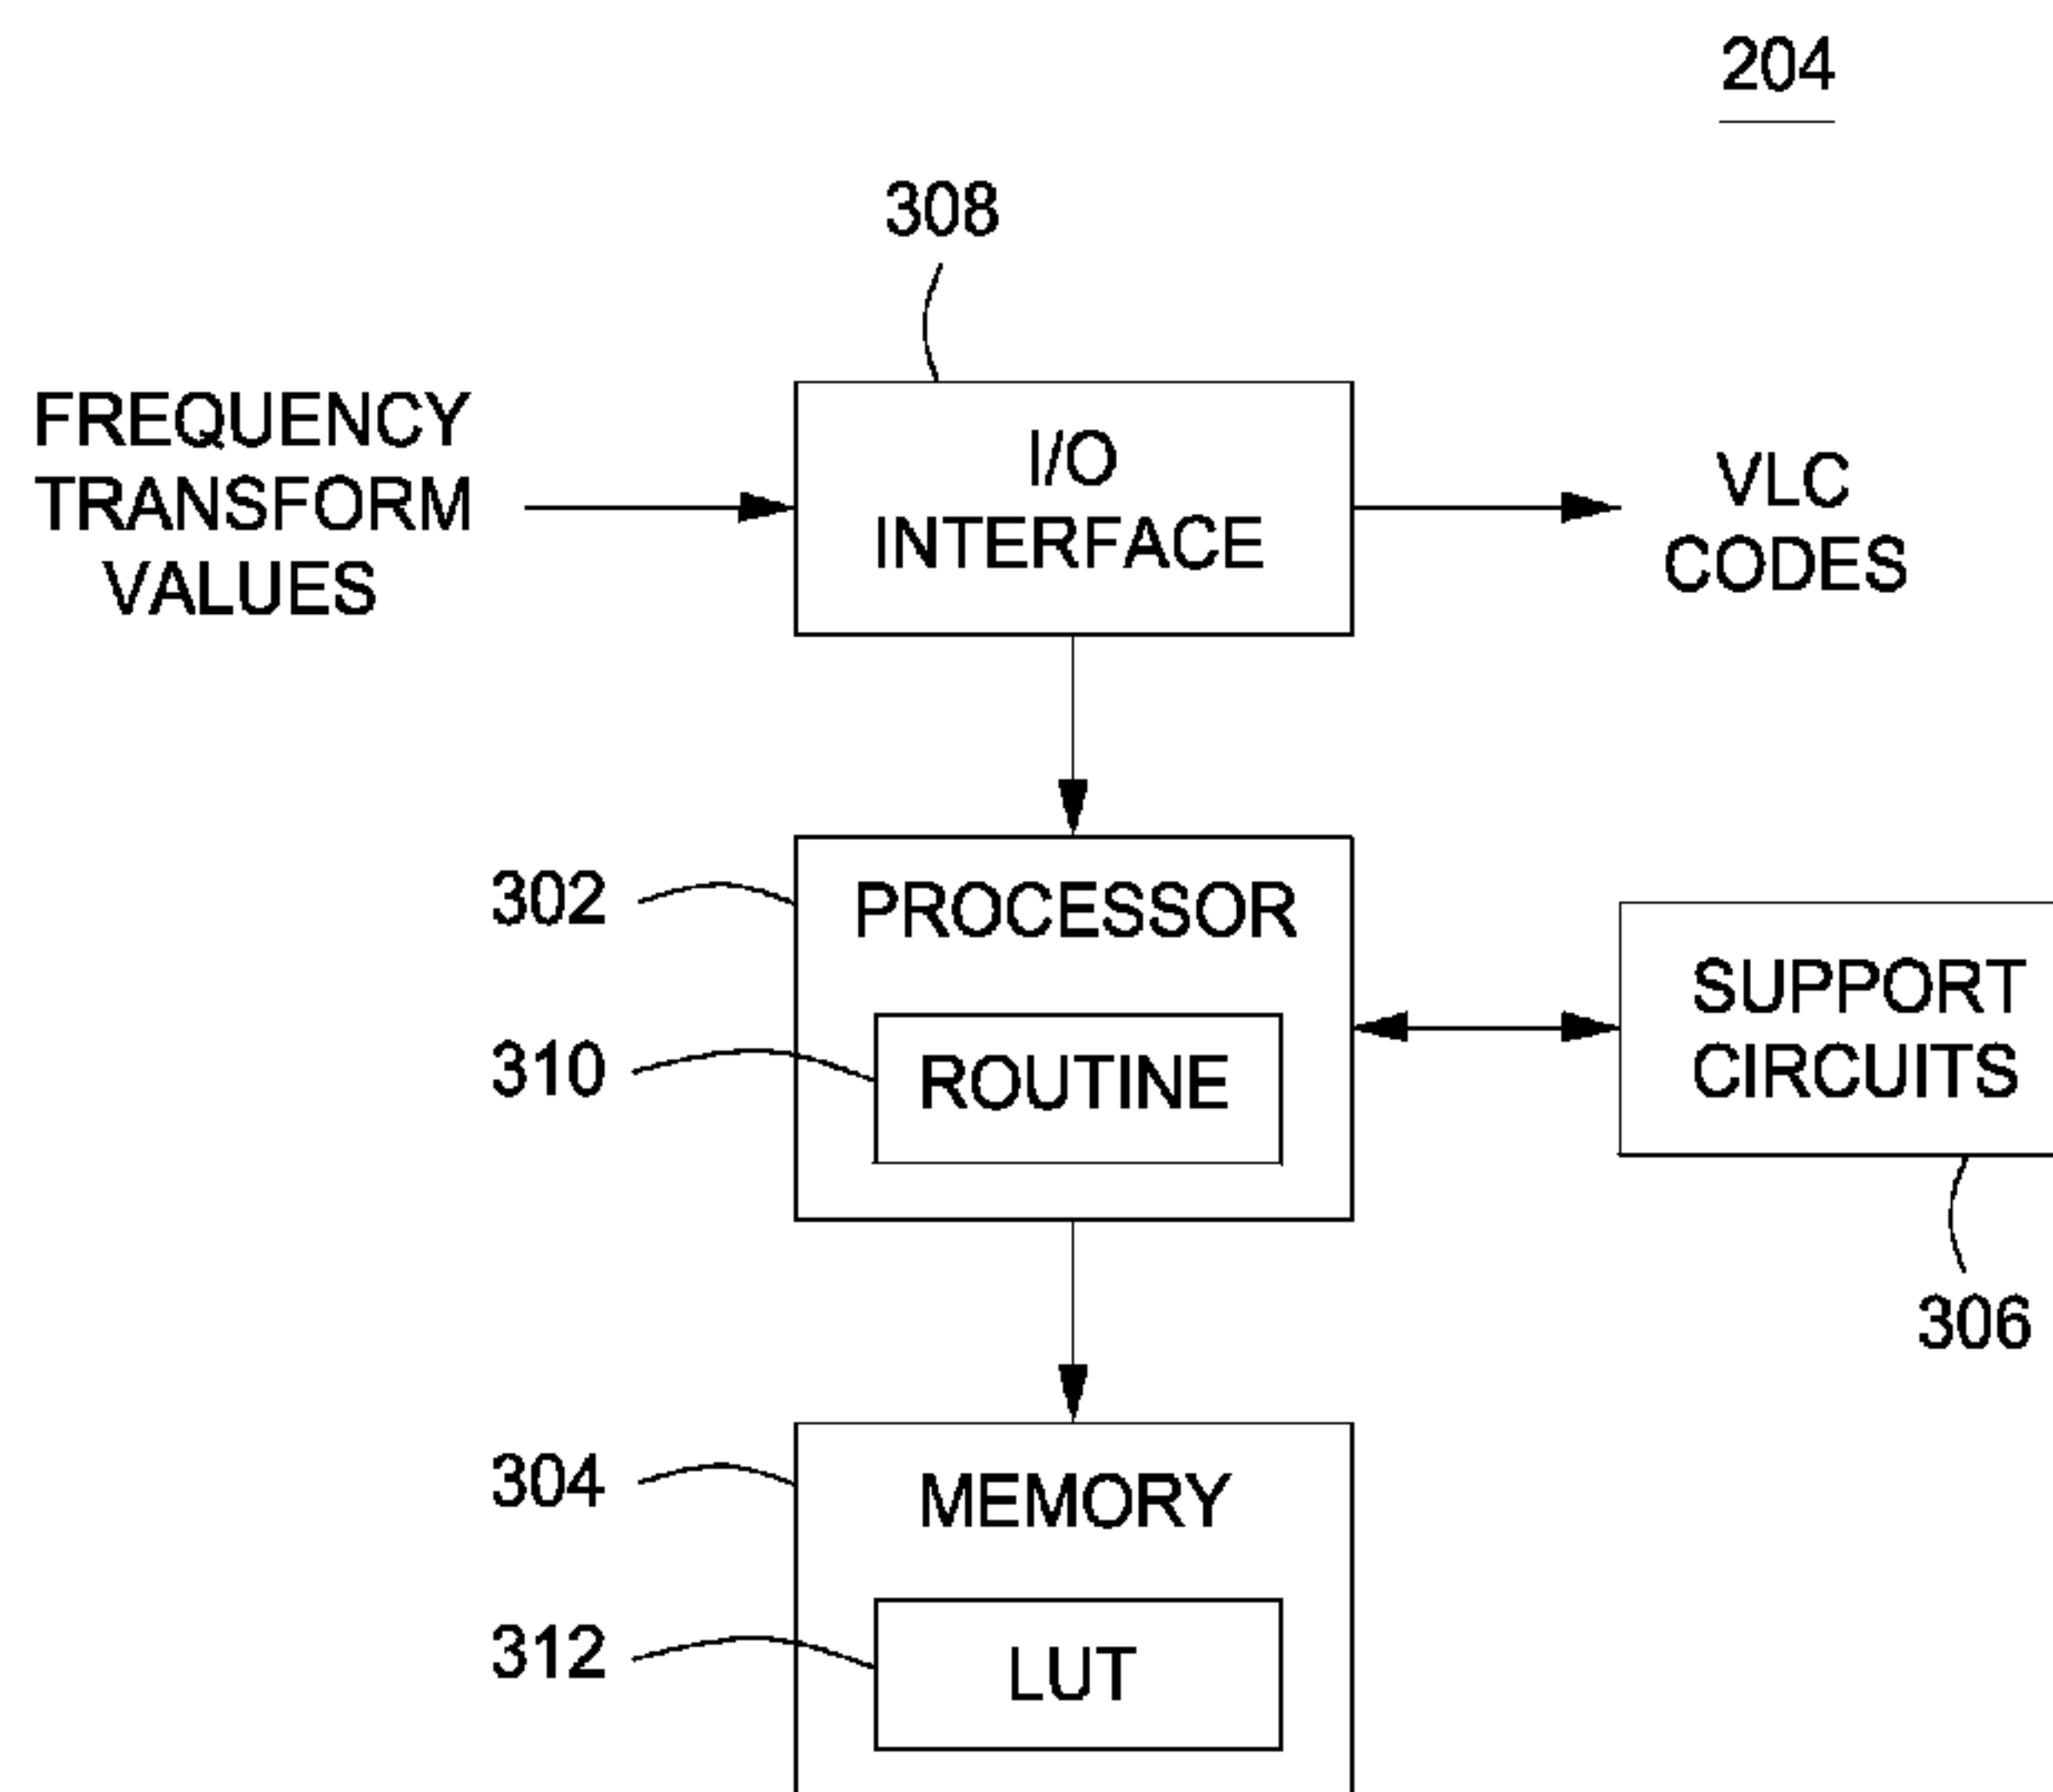 204
308
FREQUENCY
TRANSFORM
VALUES
I/O
INTERFACE
VLC
CODES
302
PROCESSOR
310
ROUTINE
SUPPORT
CIRCUITS
306
304
MEMORY
312
LUT